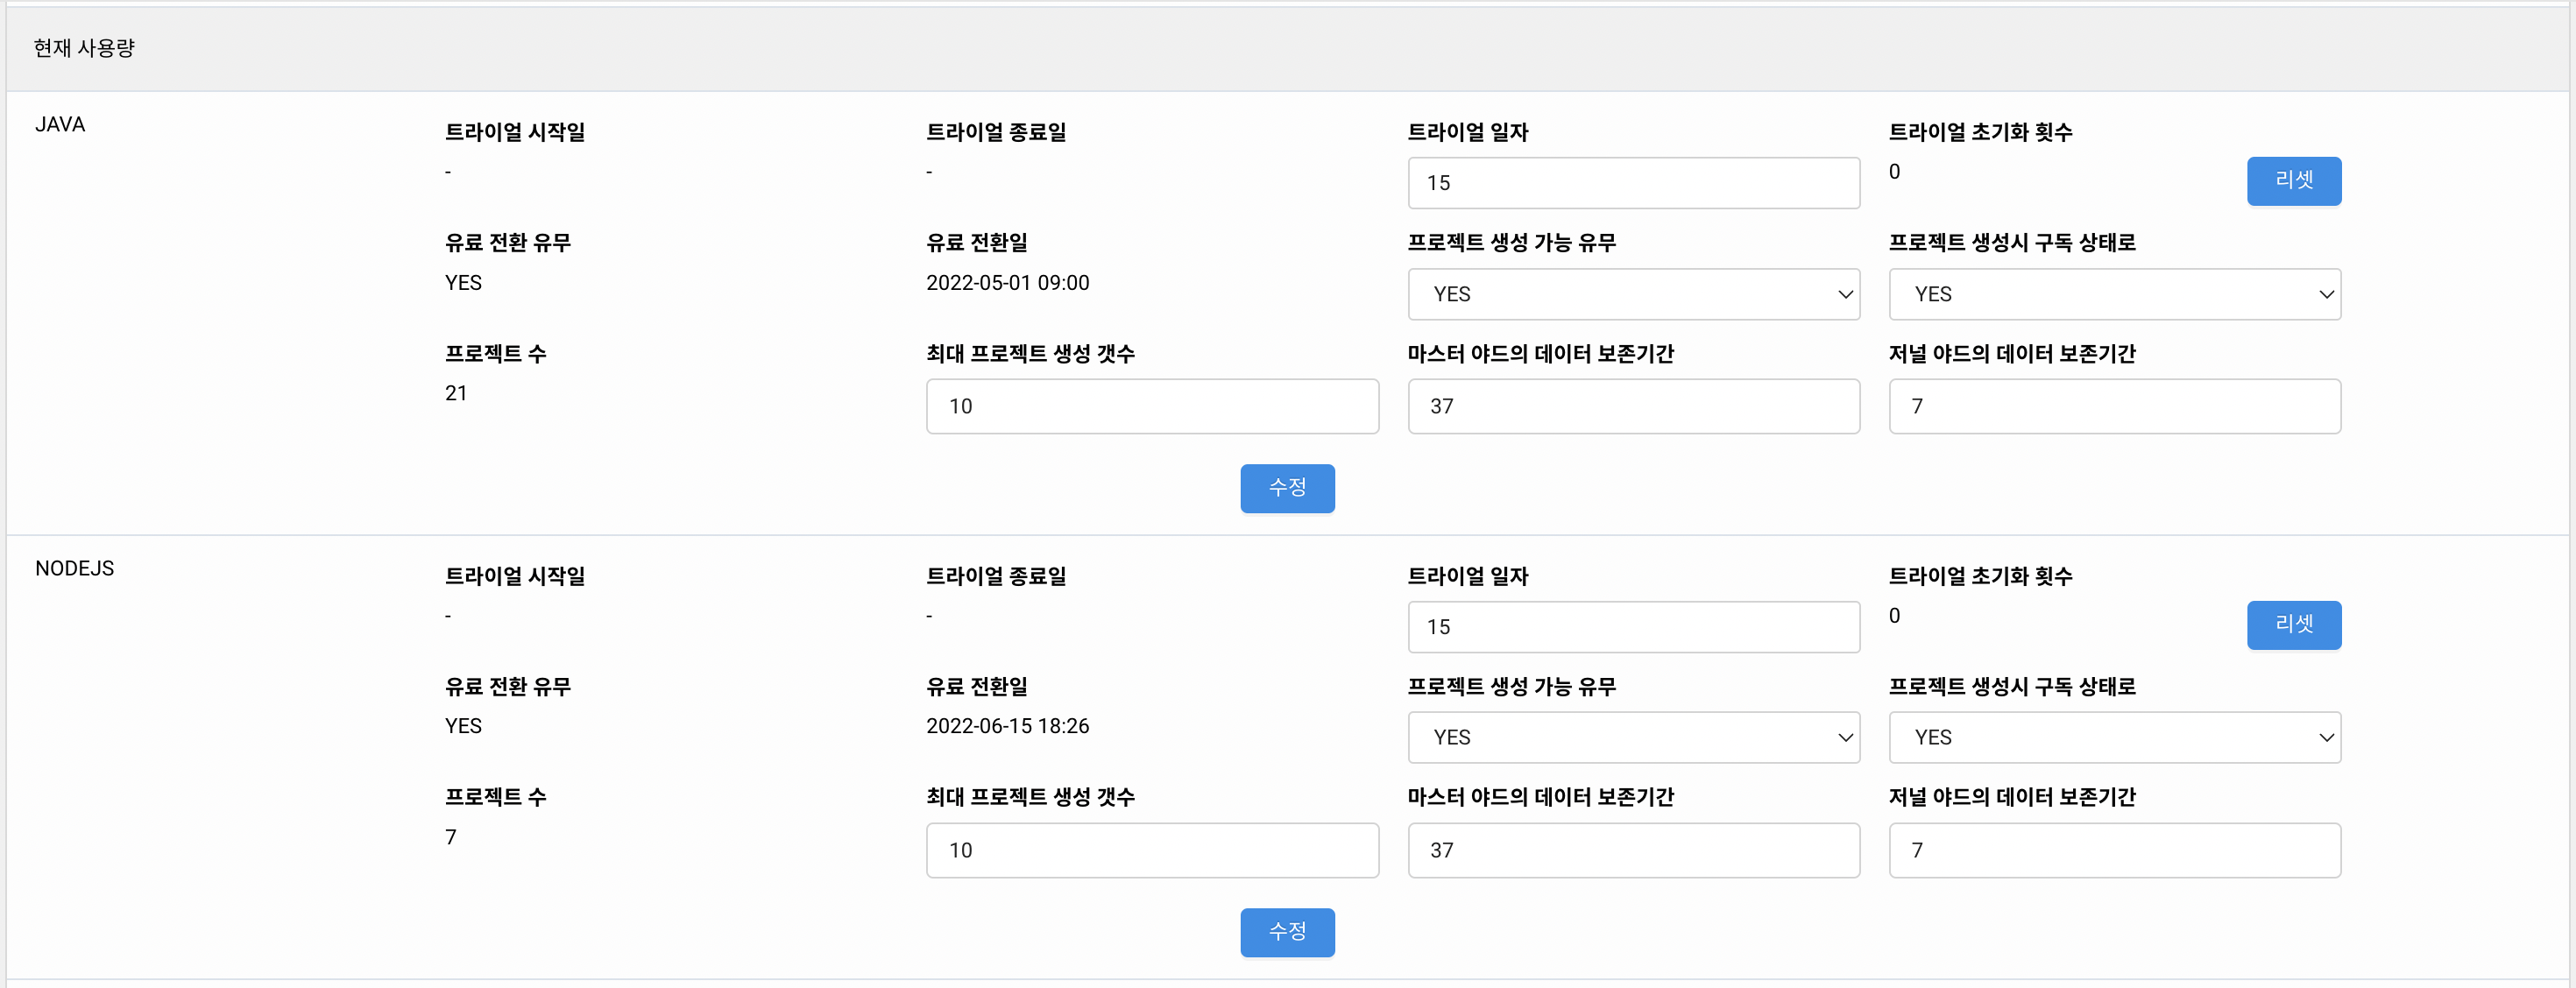 현재 사용량
JAVA
트라이얼 시작일 트라이얼 종료일 트라이얼 일자 트라이얼 초기화 횟수
- - 15 0 리셋
유료 전환 유무 유료 전환일 프로젝트 생성 가능 유무 프로젝트 생성시 구독 상태로
YES 2022-05-01 09:00 YES YES
프로젝트 수 최대 프로젝트 생성 갯수 마스터 야드의 데이터 보존기간 저널 야드의 데이터 보존기간
21 10 37 7
수정
NODEJS
트라이얼 시작일 트라이얼 종료일 트라이얼 일자 트라이얼 초기화 횟수
- - 15 0 리셋
유료 전환 유무 유료 전환일 프로젝트 생성 가능 유무 프로젝트 생성시 구독 상태로
YES 2022-06-15 18:26 YES YES
프로젝트 수 최대 프로젝트 생성 갯수 마스터 야드의 데이터 보존기간 저널 야드의 데이터 보존기간
7 10 37 7
수정